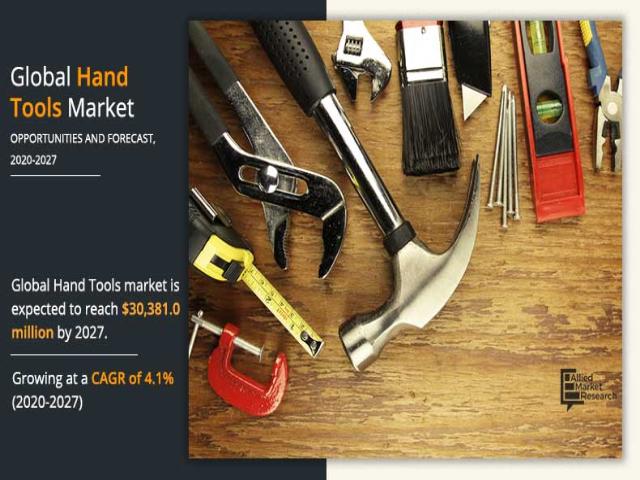 Global Hand
Tools Market
OPPORTUNITIES AND FORECAST,
2020-2027
Global Hand Tools market is
expected to reach $30,381.0
million by 2027.
Growing at a CAGR of 4.1%
(2020-2027)
Allied
Market
Research